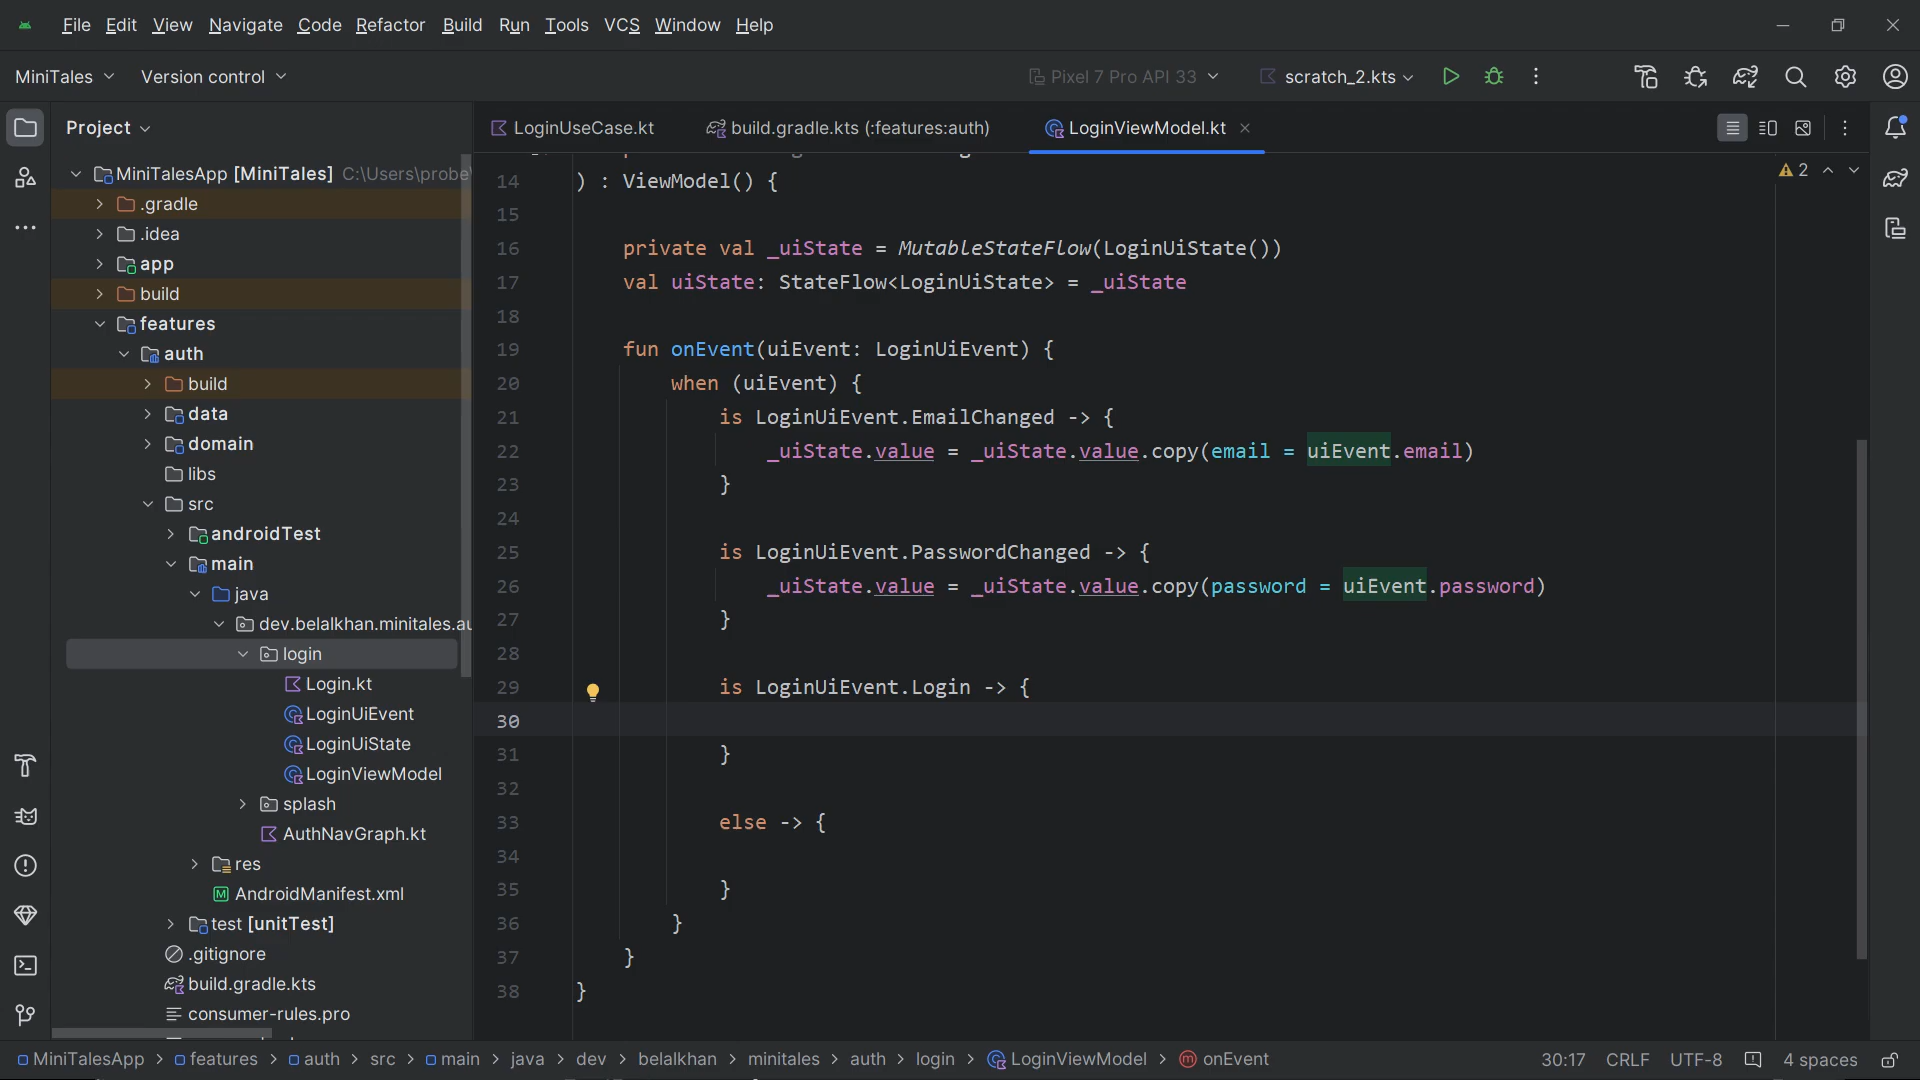 File Edit View Navigate Code Refactor Build Run Tools VCS Window Help
MiniTales Version control Pixel 7 Pro API 33 scratch_2.kts
Project
MiniTalesApp [MiniTales] C:\Users\probe
.gradle
.idea
app
build
features
auth
build
data
domain
libs
src
androidTest
main
java
dev.belalkhan.minitales.au
login
Login.kt
LoginUiEvent
LoginUiState
LoginViewModel
splash
AuthNavGraph.kt
res
AndroidManifest.xml
test [unitTest]
.gitignore
build.gradle.kts
consumer-rules.pro
LoginUseCase.kt build.gradle.kts (:features:auth) LoginViewModel.kt
2
14 ) : ViewModel() {
15
16 private val _uiState = MutableStateFlow(LoginUiState())
17 val uiState: StateFlow<LoginUiState> = _uiState
18
19 fun onEvent(uiEvent: LoginUiEvent) {
20 when (uiEvent) {
21 is LoginUiEvent.EmailChanged -> {
22 _uiState.value = _uiState.value.copy(email = uiEvent.email)
23 }
24
25 is LoginUiEvent.PasswordChanged -> {
26 _uiState.value = _uiState.value.copy(password = uiEvent.password)
27 }
28
29 is LoginUiEvent.Login -> {
30
31 }
32
33 else -> {
34
35 }
36 }
37 }
38 }
MiniTalesApp > features > auth > src > main > java > dev > belalkhan > minitales > auth > login > LoginViewModel > onEvent 30:17 CRLF UTF-8 4 spaces